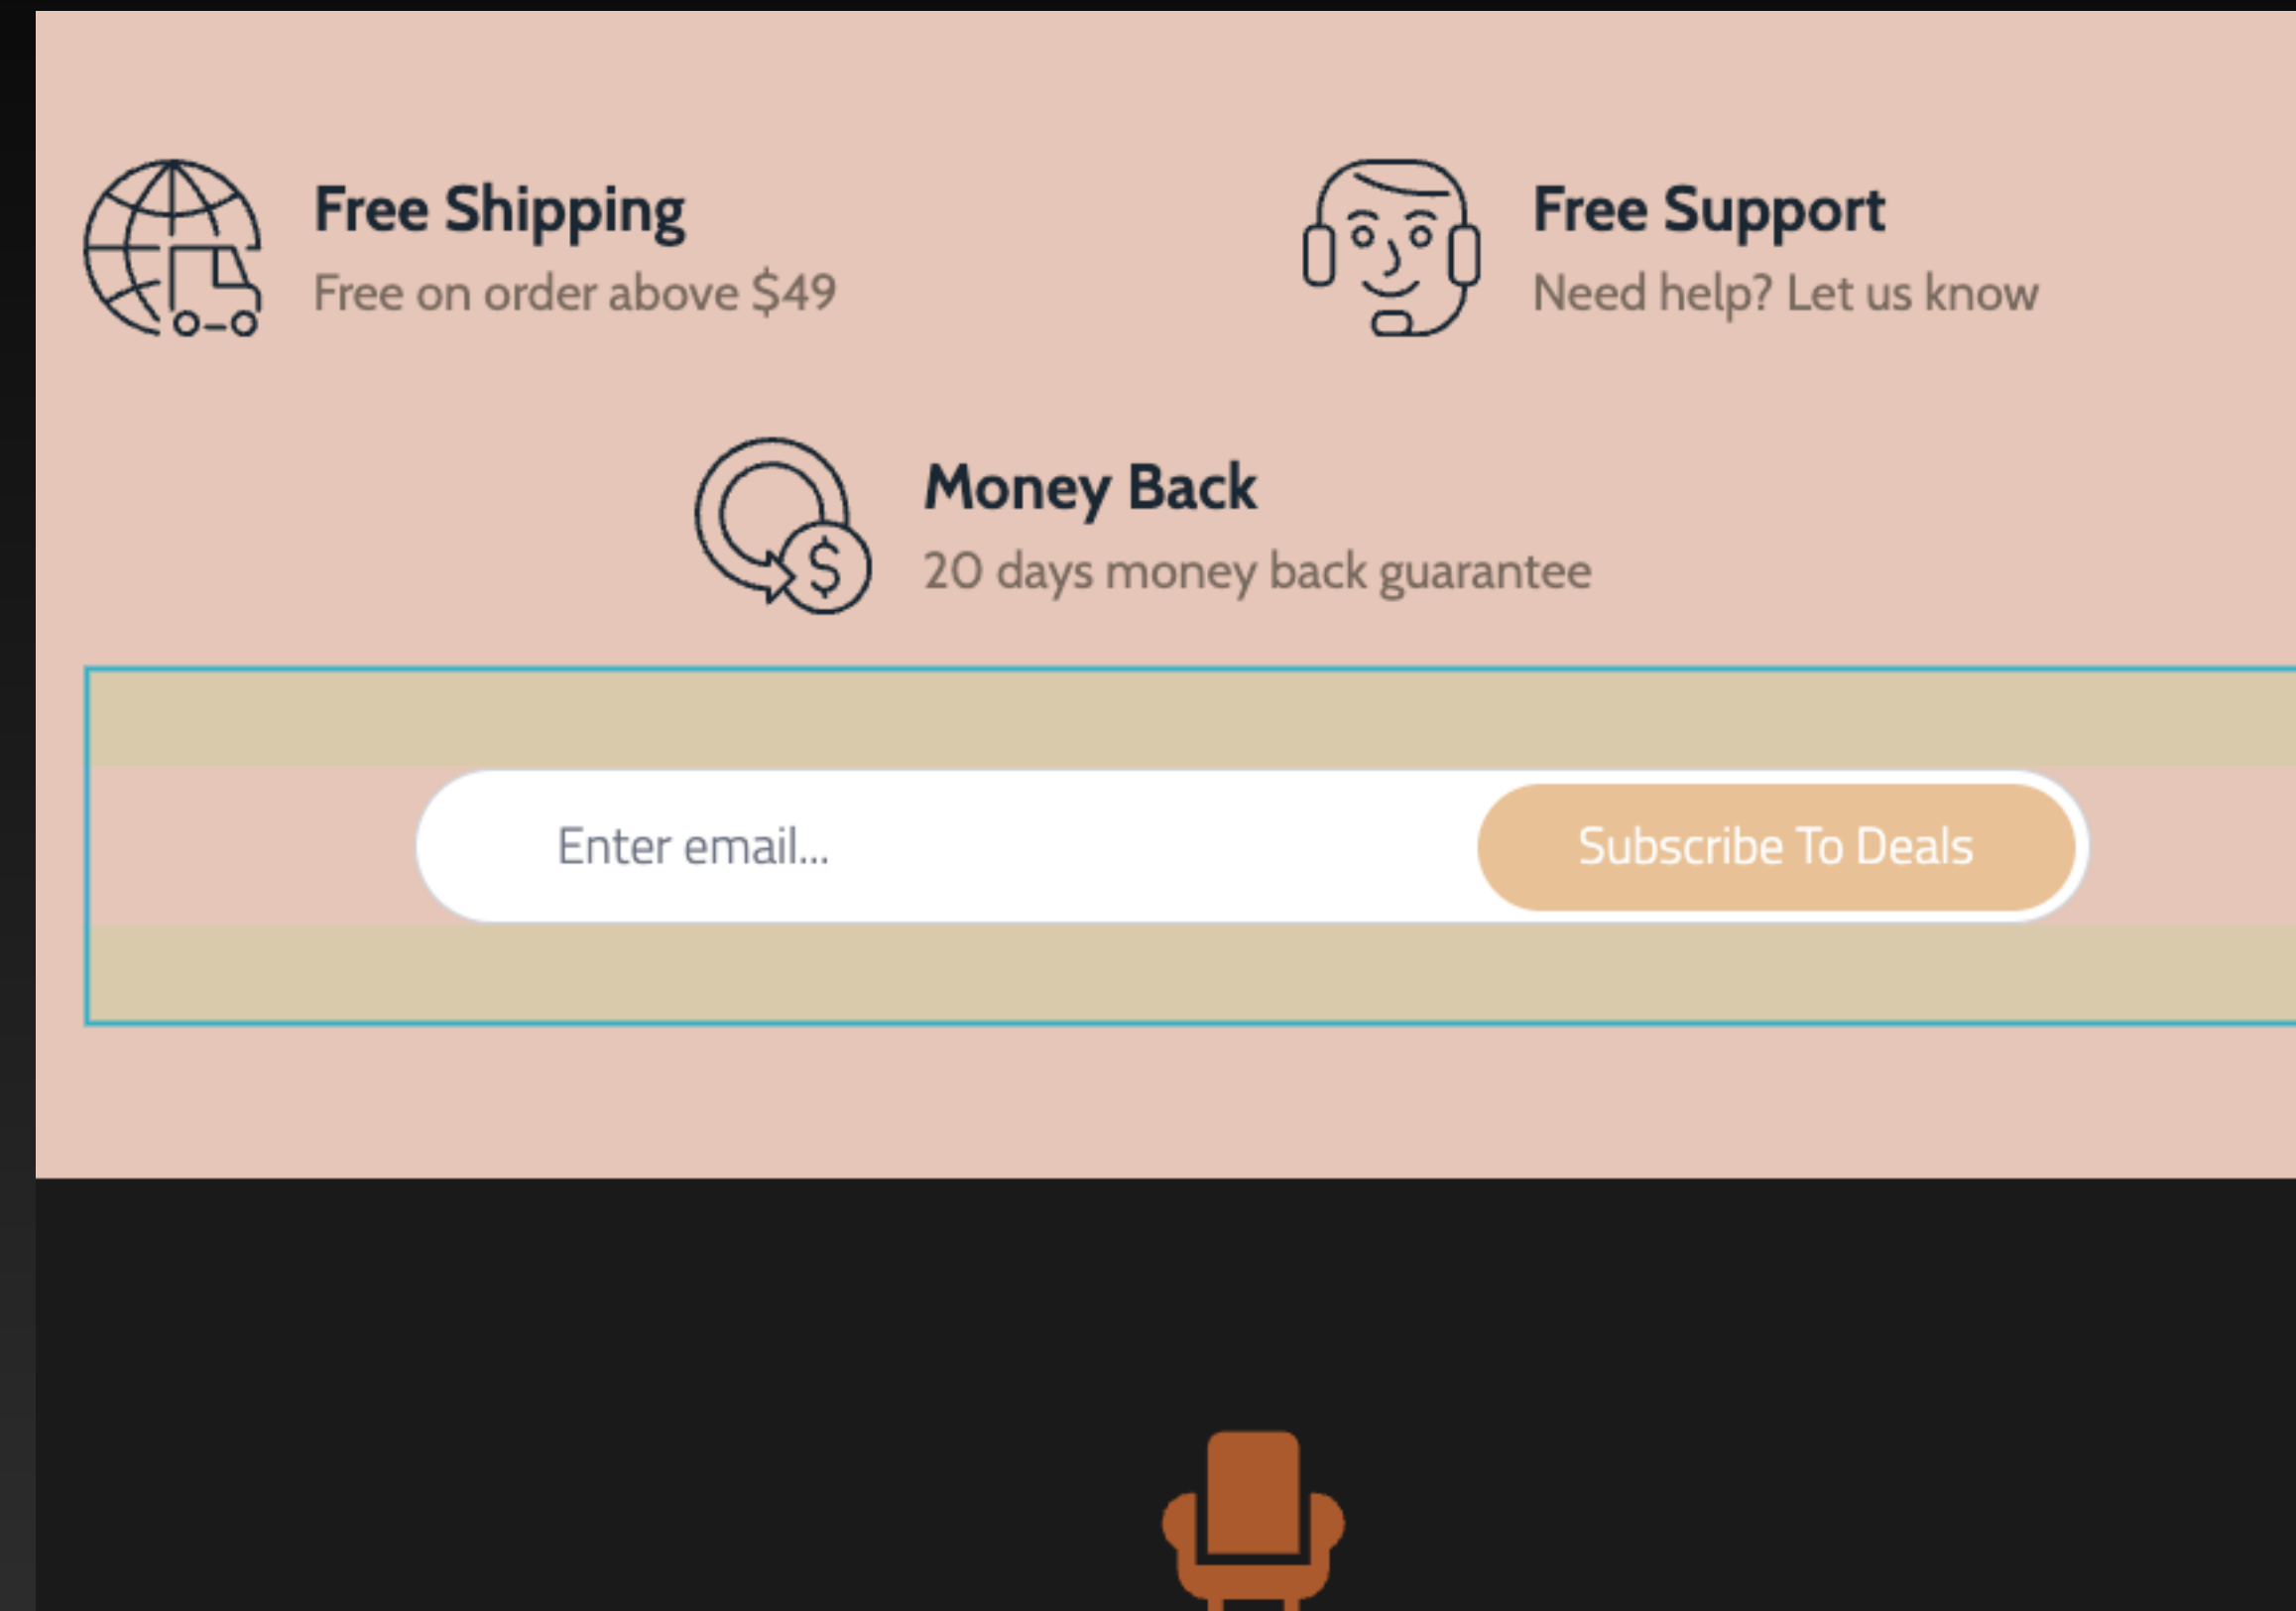 Free Shipping
Free on order above $49
Free Support
Need help? Let us know
$
Money Back
20 days money back guarantee
Enter email...
Subscribe To Deals